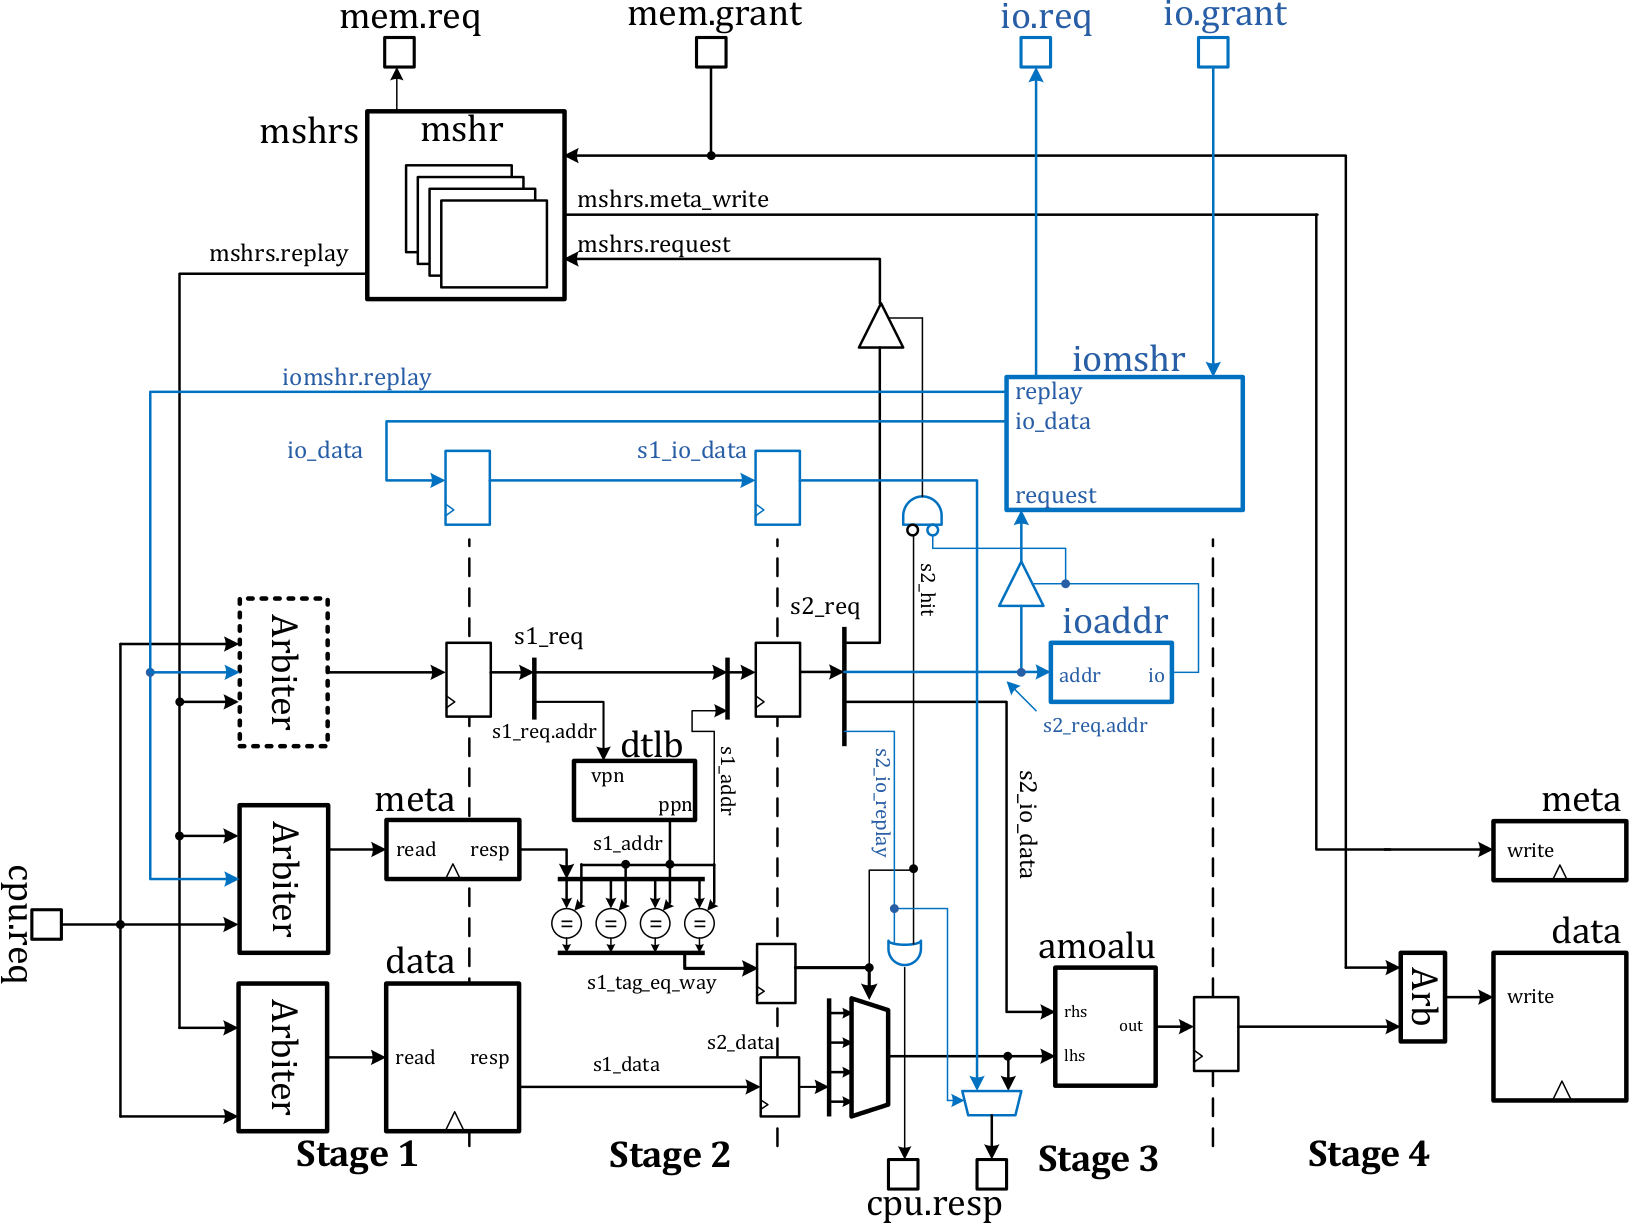 mem.req
mem.grant
io.req
io.grant
mshrs
mshr
mshrs.meta_write
mshrs.request
mshrs.replay
iomshr
iomshr.replay
replay
io_data
io_data
s1_io_data
request
s2_hit
Arbiter
s1_req
s2_req
ioaddr
addr
io
s1_req.addr
s2_req.addr
dtlb
vpn
ppn
s1_addr
s2_io_replay
s2_io_data
meta
Arbiter
read
resp
s1_addr
=
=
=
=
meta
write
cpu.req
data
Arbiter
read
resp
s1_tag_eq_way
s2_data
s1_data
amoalu
rhs
out
lhs
Arb
data
write
Stage 1
Stage 2
Stage 3
Stage 4
cpu.resp